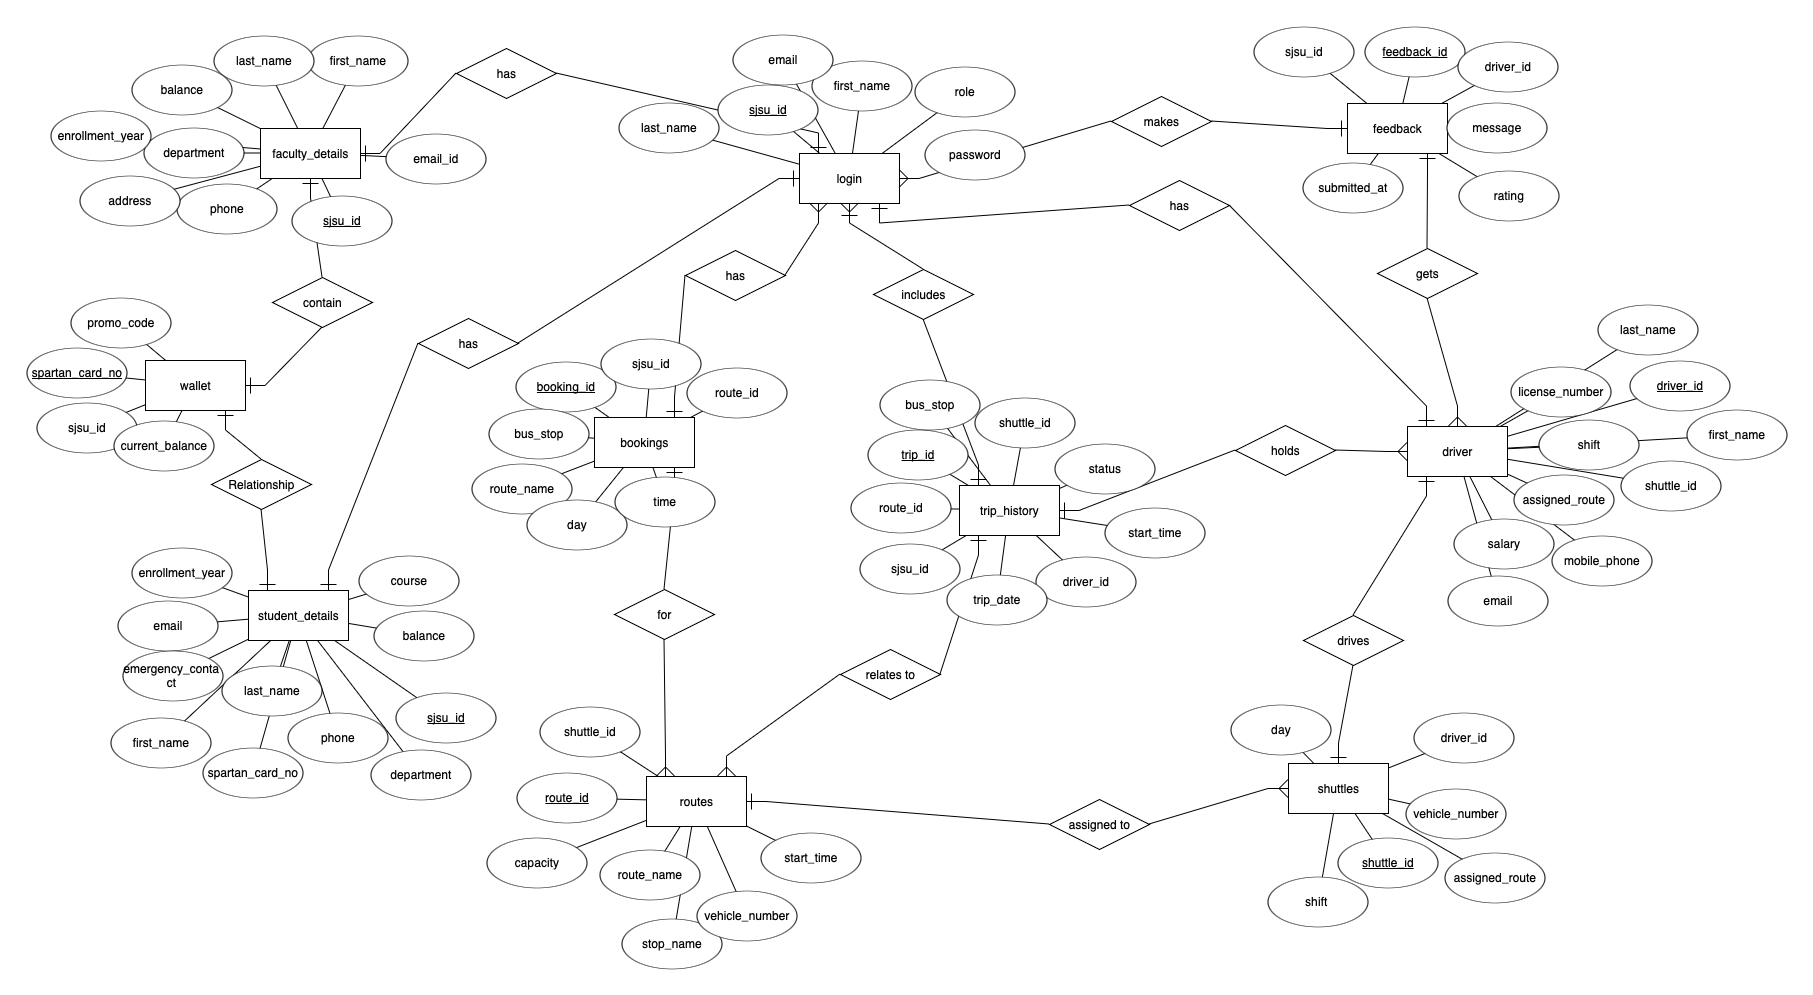 last_name
first_name
has
email
first_name
role
sjsu_id
feedback_id
driver_id
balance
sjsu_id
last_name
enrollment_year
department
faculty_details
email_id
password
makes
feedback
message
address
phone
sjsu_id
login
has
submitted_at
rating
contain
has
includes
gets
promo_code
spartan_card_no
wallet
sjsu_id
current_balance
has
booking_id
sjsu_id
route_id
bus_stop
bookings
route_name
day
time
bus_stop
shuttle_id
trip_id
status
route_id
trip_history
start_time
sjsu_id
trip_date
driver_id
holds
last_name
license_number
driver_id
driver
shift
first_name
assigned_route
shuttle_id
salary
mobile_phone
email
Relationship
enrollment_year
course
email
student_details
balance
emergency_conta
ct
last_name
sjsu_id
first_name
spartan_card_no
phone
department
for
relates to
drives
shuttle_id
route_id
routes
capacity
route_name
start_time
vehicle_number
stop_name
assigned to
day
driver_id
shuttles
vehicle_number
shuttle_id
assigned_route
shift